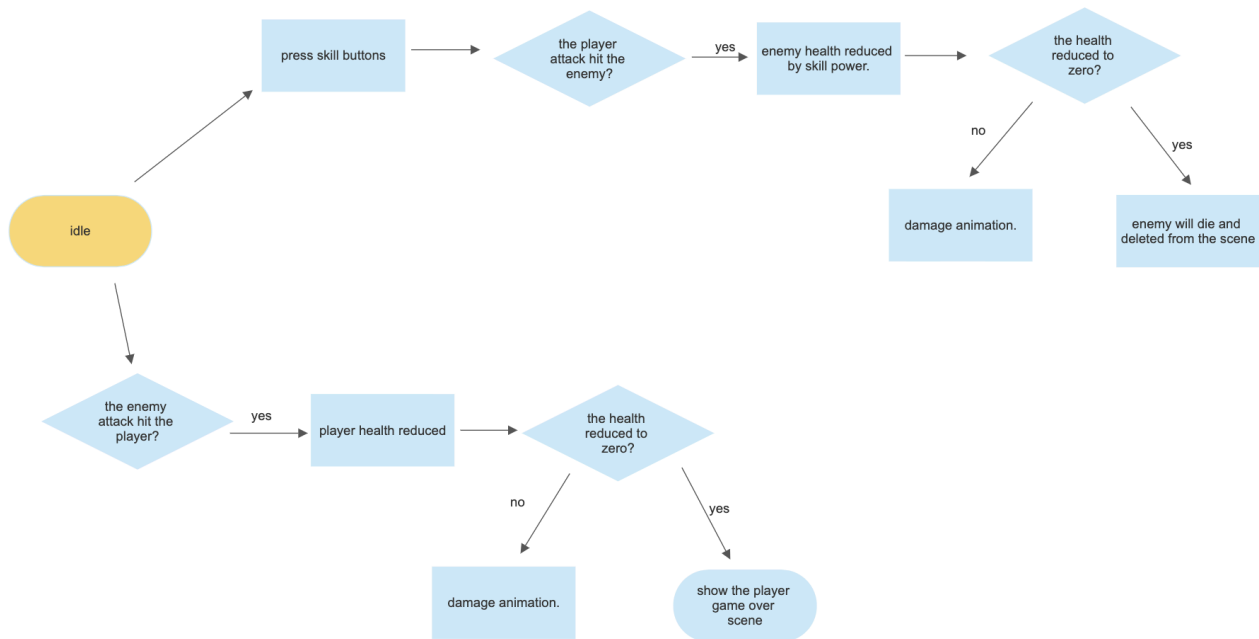 press skill buttons
the player
attack hit the
enemy?
yes
enemy health reduced
by skill power.
the health
reduced to
zero?
no
yes
damage animation.
enemy will die and
deleted from the scene
idle
the enemy
attack hit the
player?
yes
player health reduced
the health
reduced to
zero?
no
yes
damage animation.
show the player
game over
scene